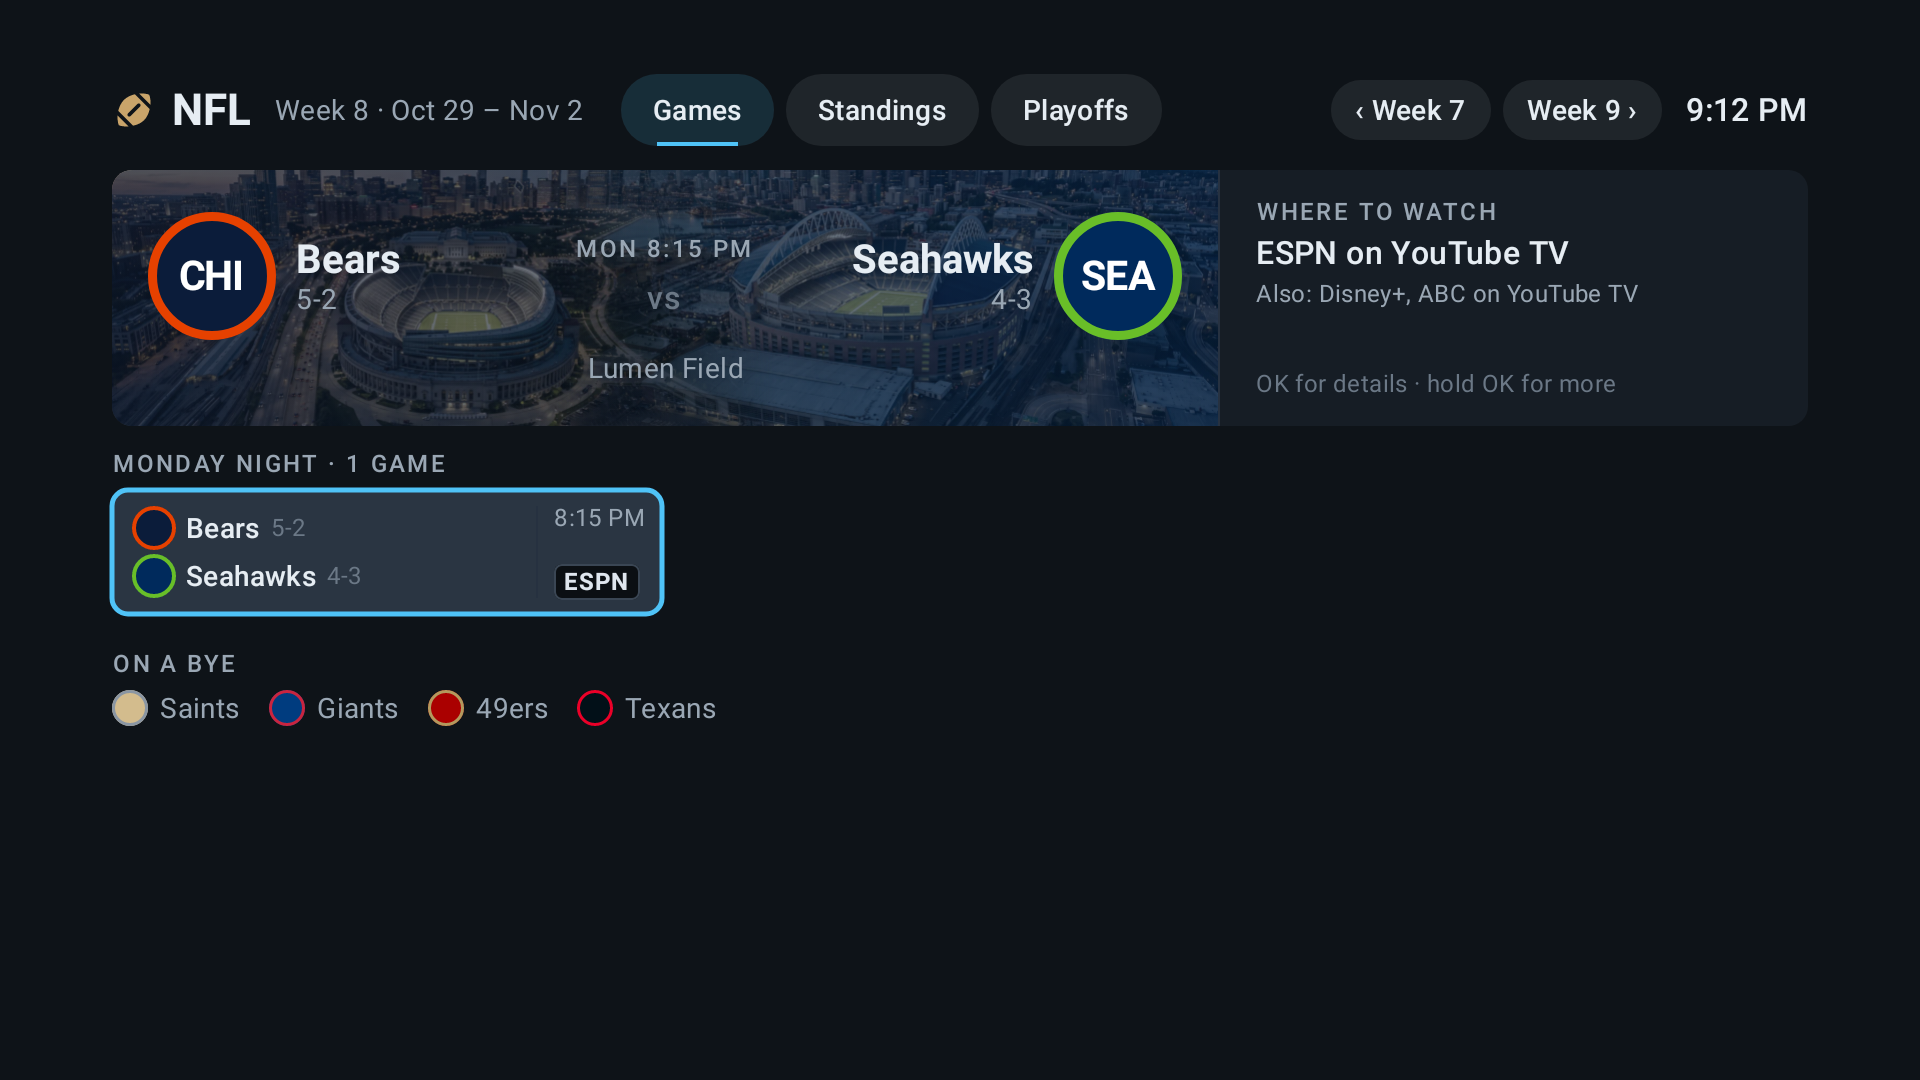 NFL Week 8 · Oct 29 – Nov 2 Games Standings Playoffs ‹ Week 7 Week 9 › 9:12 PM
CHI
Bears
5-2
MON 8:15 PM
VS
Lumen Field
Seahawks
4-3
SEA
WHERE TO WATCH
ESPN on YouTube TV
Also: Disney+, ABC on YouTube TV
OK for details · hold OK for more
MONDAY NIGHT · 1 GAME
Bears 5-2
Seahawks 4-3
8:15 PM
ESPN
ON A BYE
Saints Giants 49ers Texans